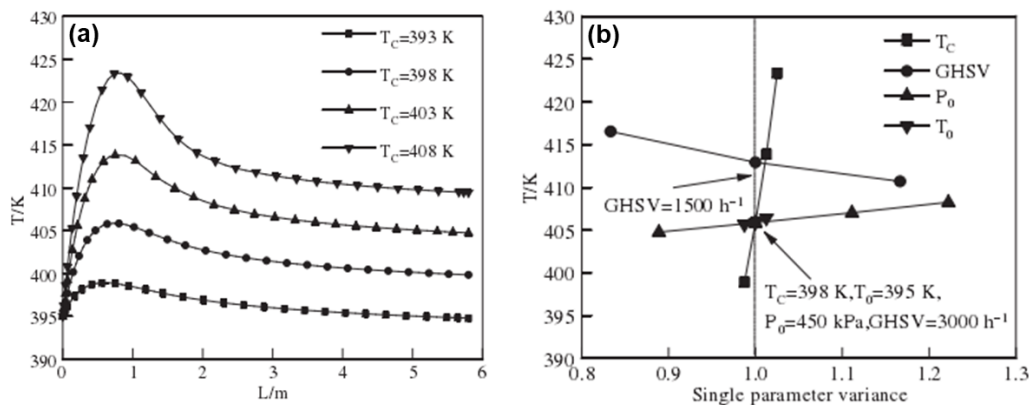 (a)
T_C=393 K
T_C=398 K
T_C=403 K
T_C=408 K
430
425
420
415
410
405
400
395
390
T/K
0 1 2 3 4 5 6
L/m
(b)
T_C
GHSV
P_0
T_0
430
425
420
415
410
405
400
395
390
T/K
GHSV=1500 h⁻¹
T_C=398 K,T_0=395 K,
P_0=450 kPa,GHSV=3000 h⁻¹
0.8 0.9 1.0 1.1 1.2 1.3
Single parameter variance